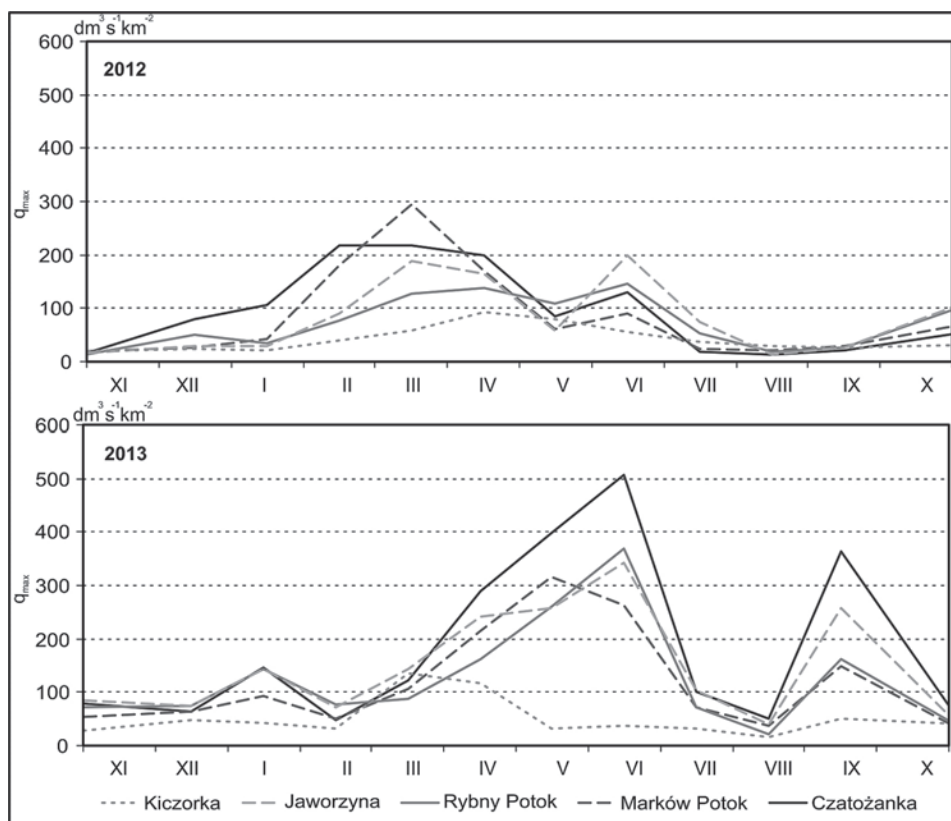 dm³s⁻¹km⁻²
600
2012
500
400
300
qmax
200
100
0
XI XII I II III IV V VI VII VIII IX X
dm³s⁻¹km⁻²
600
2013
500
400
300
qmax
200
100
0
XI XII I II III IV V VI VII VIII IX X
Kiczorka Jaworzyna Rybny Potok Marków Potok Czatożanka